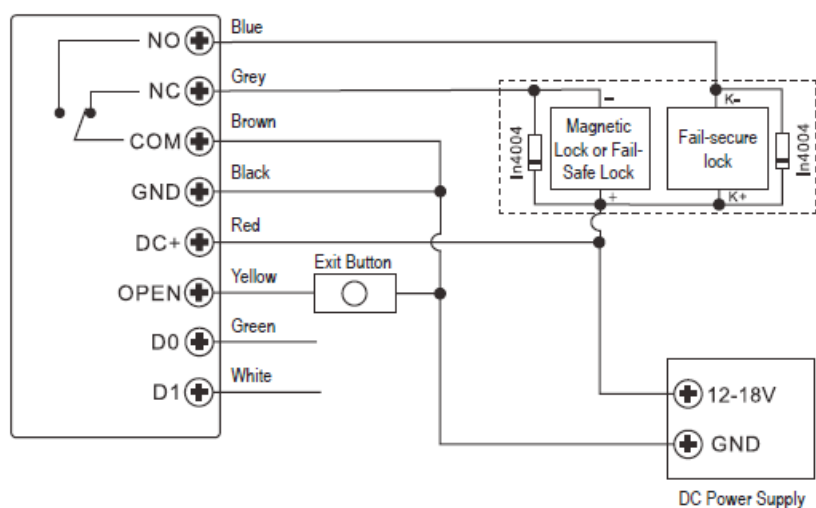 NO
Blue
NC
Grey
COM
Brown
GND
Black
DC+
Red
OPEN
Yellow
Exit Button
D0
Green
D1
White
In4004
-
Magnetic
Lock or Fail-
Safe Lock
+
K-
Fail-secure
lock
K+
In4004
12-18V
GND
DC Power Supply